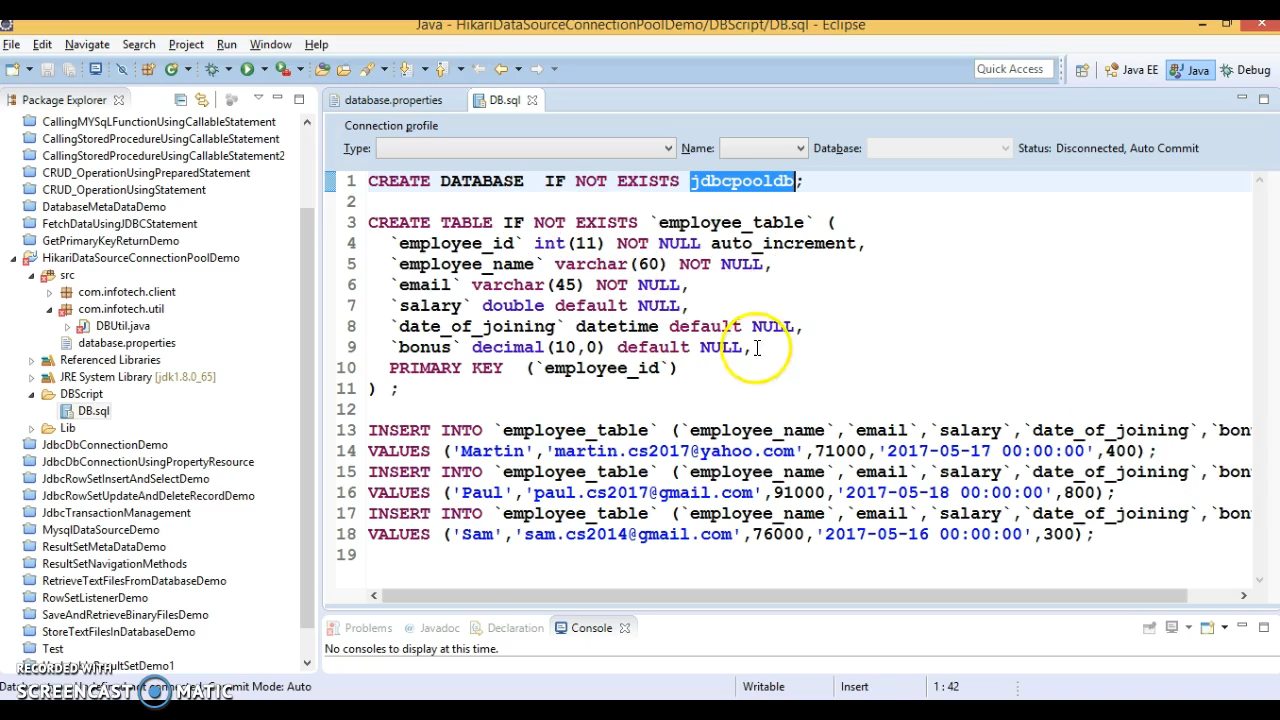 Java - HikariDataSourceConnectionPoolDemo/DBScript/DB.sql - Eclipse
File Edit Navigate Search Project Run Window Help
Quick Access Java EE Java Debug
Package Explorer
CallingMYSqlFunctionUsingCallableStatement
CallingStoredProcedureUsingCallableStatement
CallingStoredProcedureUsingCallableStatement2
CRUD_OperationUsingPreparedStatement
CRUD_OperationUsingStatement
DatabaseMetaDataDemo
FetchDataUsingJDBCStatement
GetPrimaryKeyReturnDemo
HikariDataSourceConnectionPoolDemo
src
com.infotech.client
com.infotech.util
DBUtil.java
database.properties
Referenced Libraries
JRE System Library [jdk1.8.0_65]
DBScript
DB.sql
Lib
JdbcDbConnectionDemo
JdbcDbConnectionUsingPropertyResource
JdbcRowSetInsertAndSelectDemo
JdbcRowSetUpdateAndDeleteRecordDemo
JdbcTransactionManagement
MysqlDataSourceDemo
ResultSetMetaDataDemo
ResultSetNavigationMethods
RetrieveTextFilesFromDatabaseDemo
RowSetListenerDemo
SaveAndRetrieveBinaryFilesDemo
StoreTextFilesInDatabaseDemo
Test
ResultSetDemo1
database.properties DB.sql
Connection profile
Type: Name: Database: Status: Disconnected, Auto Commit
1 CREATE DATABASE  IF NOT EXISTS jdbcpooldb;
2
3 CREATE TABLE IF NOT EXISTS `employee_table` (
4 `employee_id` int(11) NOT NULL auto_increment,
5 `employee_name` varchar(60) NOT NULL,
6 `email` varchar(45) NOT NULL,
7 `salary` double default NULL,
8 `date_of_joining` datetime default NULL,
9 `bonus` decimal(10,0) default NULL,
10 PRIMARY KEY  (`employee_id`)
11 ) ;
12
13 INSERT INTO `employee_table` (`employee_name`,`email`,`salary`,`date_of_joining`,`bon
14 VALUES ('Martin','martin.cs2017@yahoo.com',71000,'2017-05-17 00:00:00',400);
15 INSERT INTO `employee_table` (`employee_name`,`email`,`salary`,`date_of_joining`,`bon
16 VALUES ('Paul','paul.cs2017@gmail.com',91000,'2017-05-18 00:00:00',800);
17 INSERT INTO `employee_table` (`employee_name`,`email`,`salary`,`date_of_joining`,`bon
18 VALUES ('Sam','sam.cs2014@gmail.com',76000,'2017-05-16 00:00:00',300);
19
Problems Javadoc Declaration Console
No consoles to display at this time.
Commit Mode: Auto Writable Insert 1 : 42
RECORDED WITH
SCREENCAST MATIC